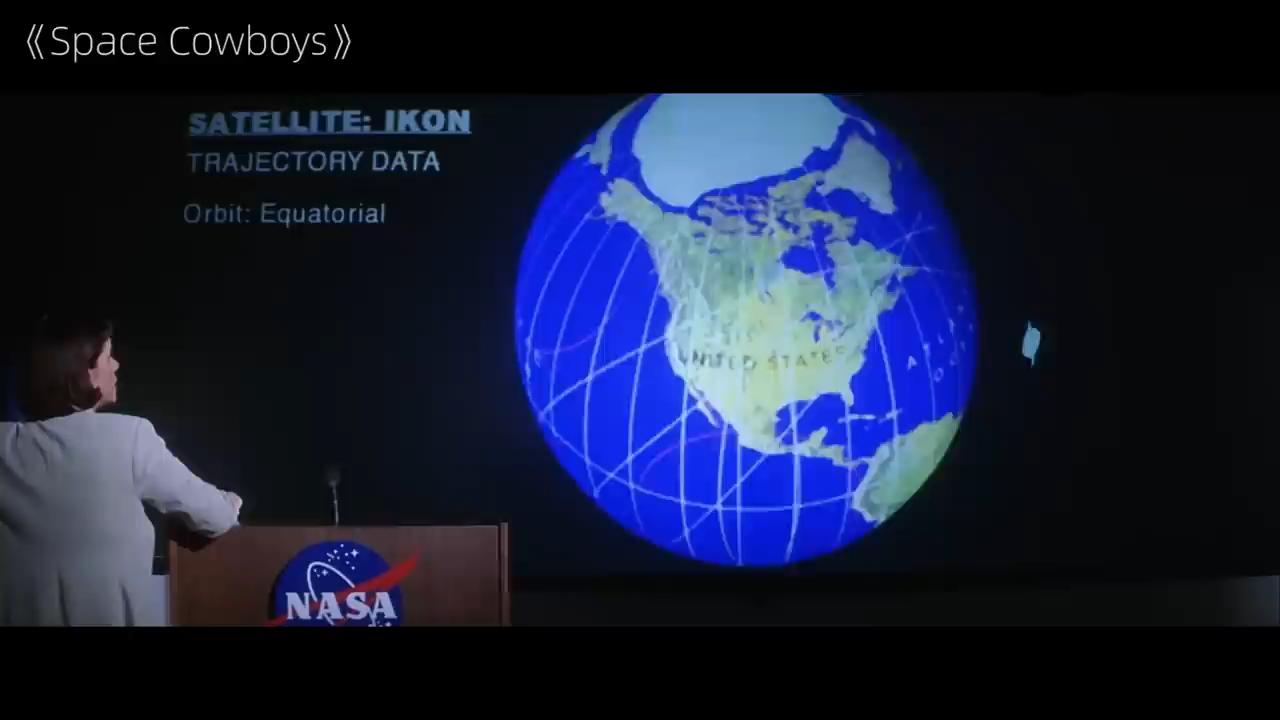 《Space Cowboys》
SATELLITE: IKON
TRAJECTORY DATA
Orbit: Equatorial
UNITED STATES
NASA